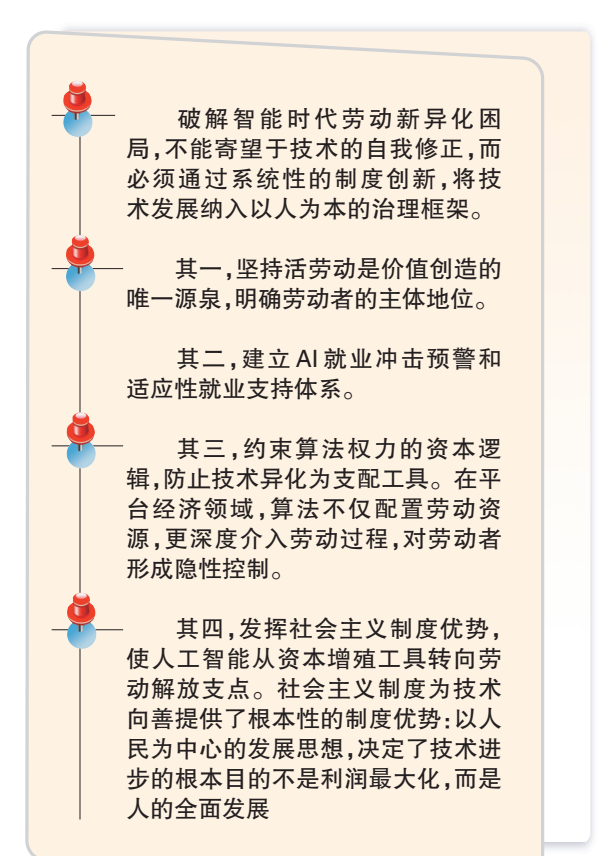 破解智能时代劳动新异化困
局,不能寄望于技术的自我修正,而
必须通过系统性的制度创新,将技
术发展纳入以人为本的治理框架。
其一,坚持活劳动是价值创造的
唯一源泉,明确劳动者的主体地位。
其二,建立AI就业冲击预警和
适应性就业支持体系。
其三,约束算法权力的资本逻
辑,防止技术异化为支配工具。在平
台经济领域,算法不仅配置劳动资
源,更深度介入劳动过程,对劳动者
形成隐性控制。
其四,发挥社会主义制度优势,
使人工智能从资本增殖工具转向劳
动解放支点。社会主义制度为技术
向善提供了根本性的制度优势:以人
民为中心的发展思想,决定了技术进
步的根本目的不是利润最大化,而是
人的全面发展